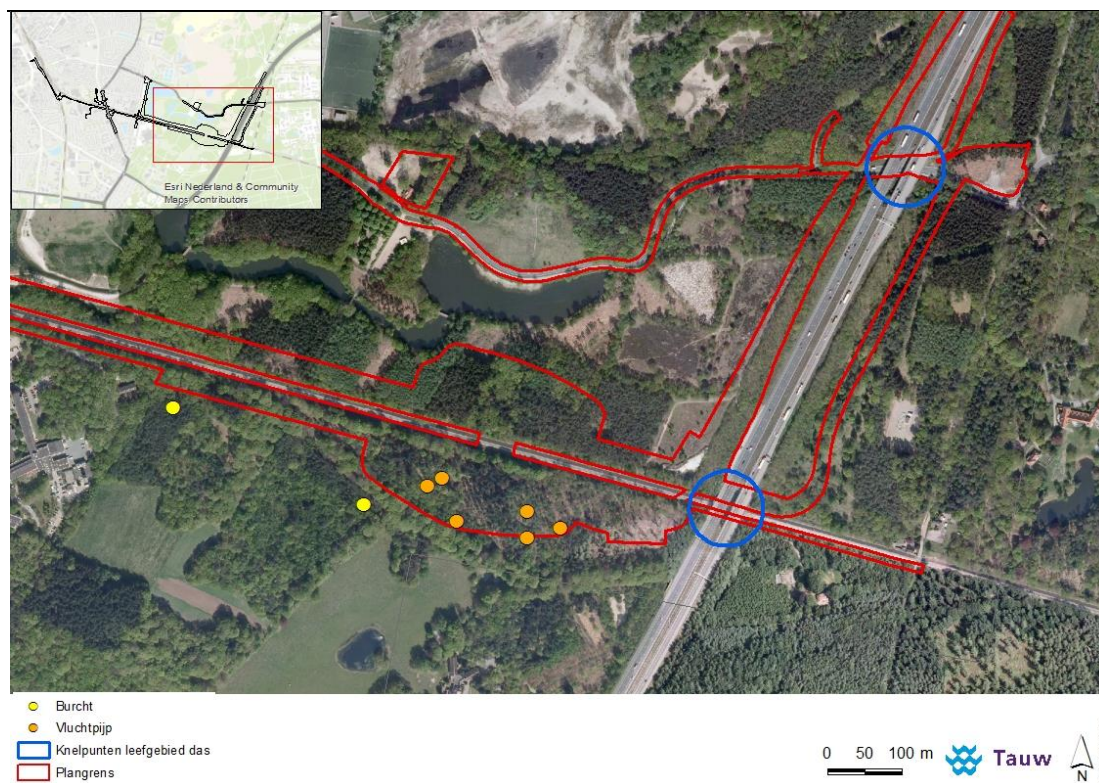 Esri Nederland & Community
Maps Contributors
Burcht
Vluchtpijp
Knelpunten leefgebied das
Plangrens
0 50 100 m
Tauw
N